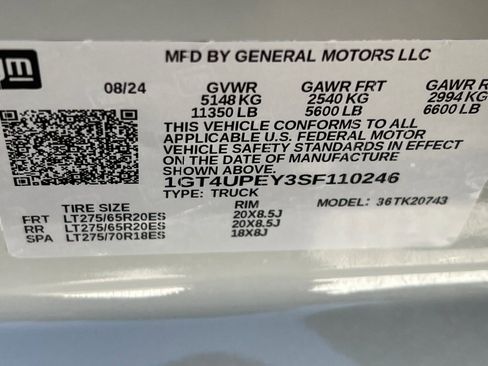 gm
MFD BY GENERAL MOTORS LLC
08/24 GVWR GAWR FRT GAWR R
5148 KG 2540 KG 2994 KG
11350 LB 5600 LB 6600 LB
THIS VEHICLE CONFORMS TO ALL
APPLICABLE U.S. FEDERAL MOTOR
VEHICLE SAFETY STANDARDS IN EFFECT
ON THE DATE OF MANUFACTURE
SHOWN ABOVE.
1GT4UPEY3SF110246
TYPE: TRUCK MODEL: 36TK20743
TIRE SIZE RIM
FRT LT275/65R20ES 20X8.5J
RR LT275/65R20ES 20X8.5J
SPA LT275/70R18ES 18X8J